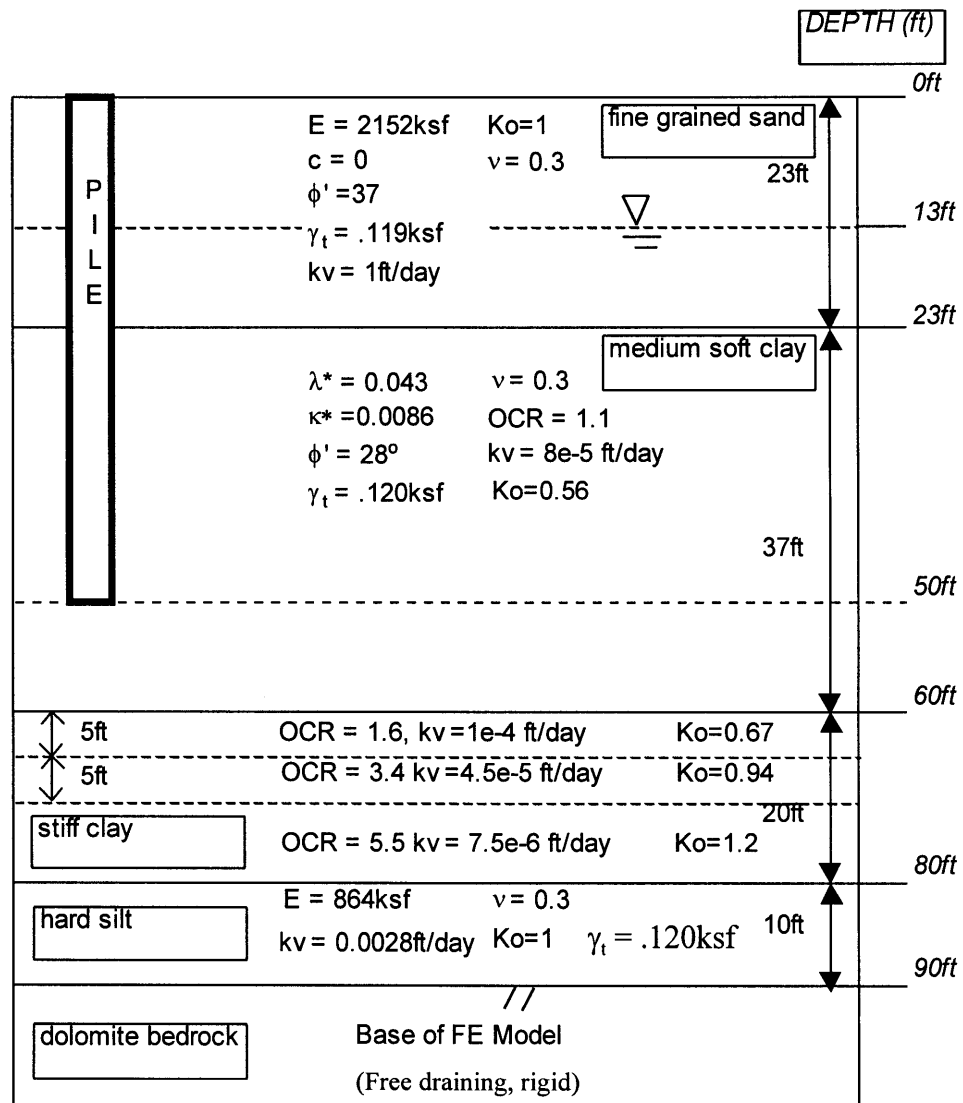 DEPTH (ft)
0ft
E = 2152ksf Ko=1
fine grained sand
c = 0 ν = 0.3
23ft
ϕ' =37
13ft
γt = .119ksf
kv = 1ft/day
PILE
23ft
medium soft clay
λ* = 0.043 ν = 0.3
κ* =0.0086 OCR = 1.1
ϕ' = 28º kv = 8e-5 ft/day
γt = .120ksf Ko=0.56
37ft
50ft
60ft
5ft OCR = 1.6, kv=1e-4 ft/day Ko=0.67
5ft OCR = 3.4 kv=4.5e-5 ft/day Ko=0.94
20ft
stiff clay
OCR = 5.5 kv = 7.5e-6 ft/day Ko=1.2
80ft
E = 864ksf ν = 0.3
hard silt
kv = 0.0028ft/day Ko=1 γt = .120ksf
10ft
90ft
dolomite bedrock
Base of FE Model
(Free draining, rigid)